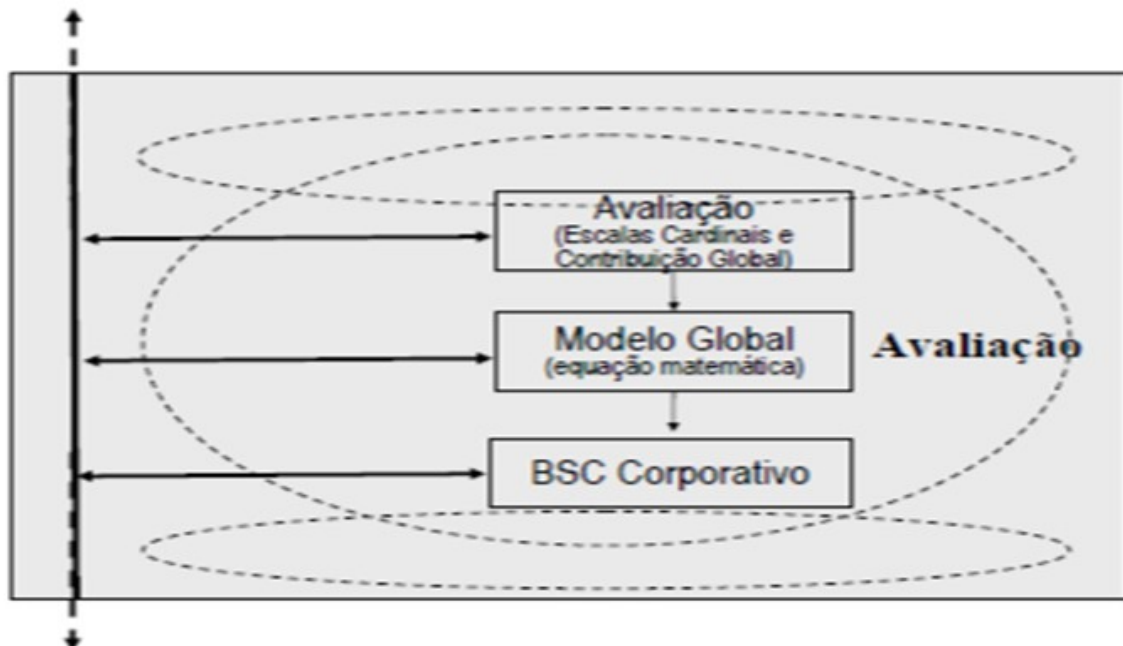 Avaliação
(Escalas Cardinais e
Contribuição Global)
Modelo Global
(equação matemática)
Avaliação
BSC Corporativo